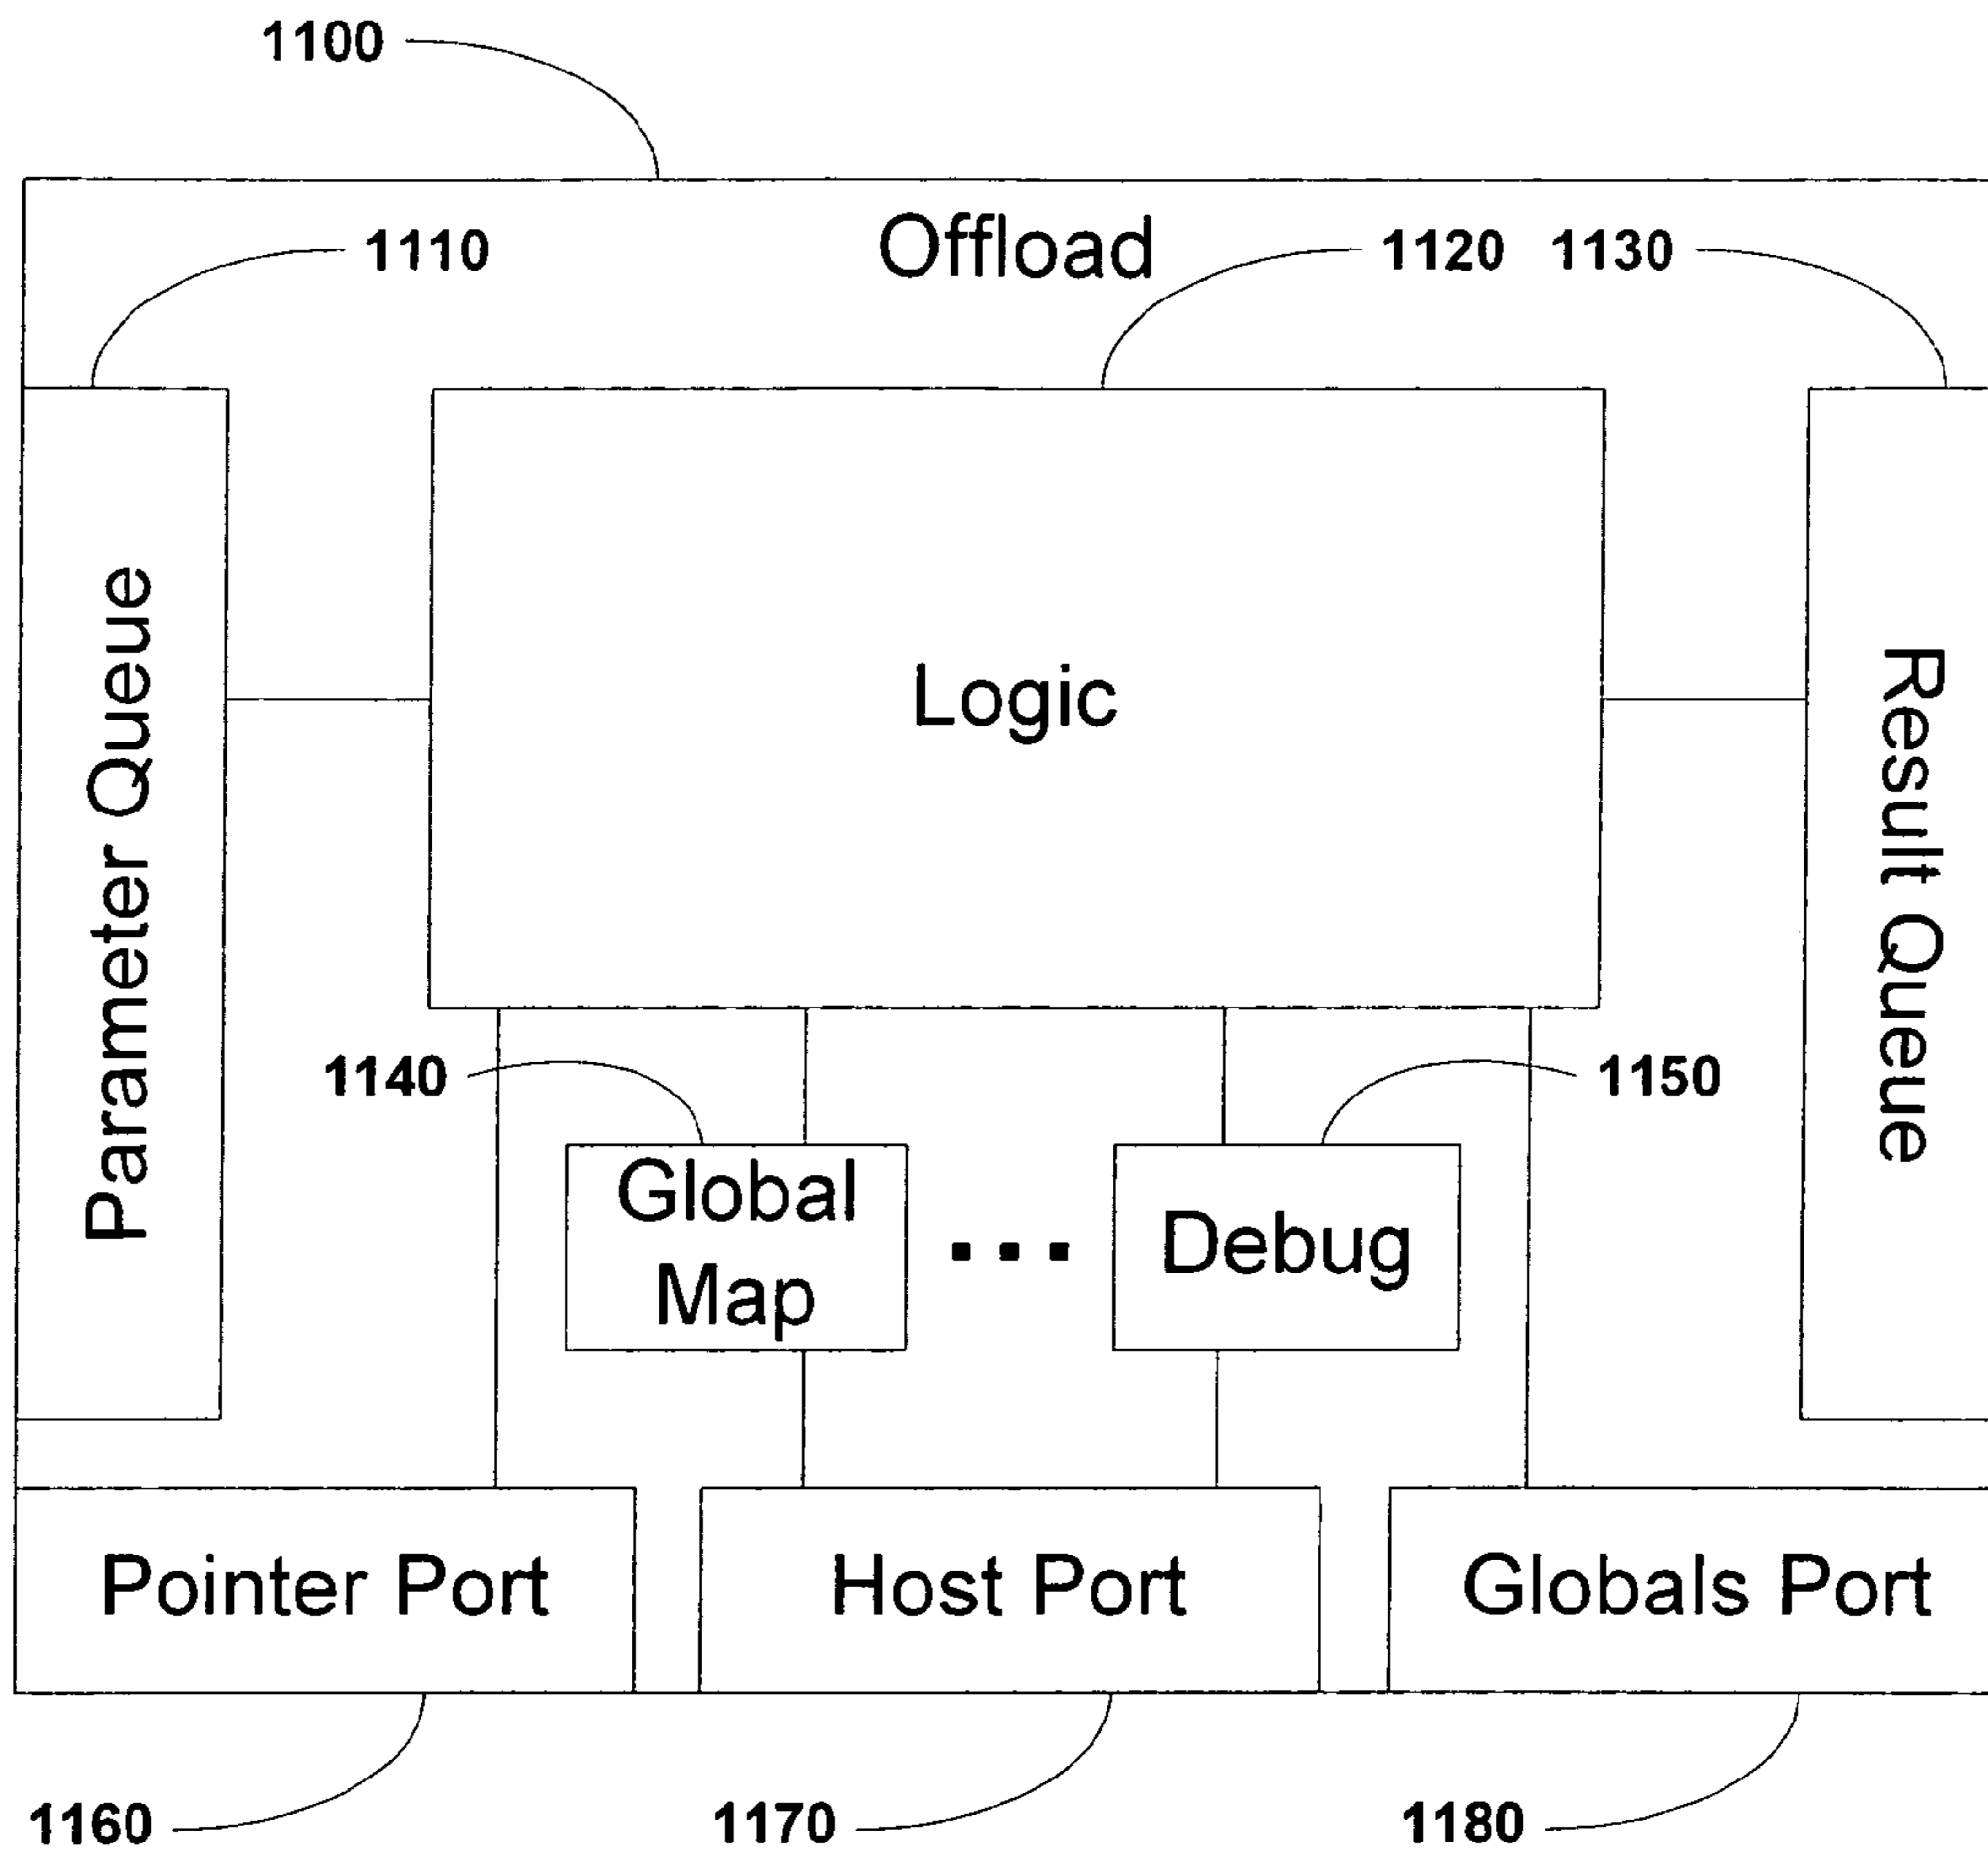 1100
Offload
1110
1120
1130
Parameter Queue
Logic
Result Queue
1140
1150
Global
Map
Debug
Pointer Port
Host Port
Globals Port
1160
1170
1180